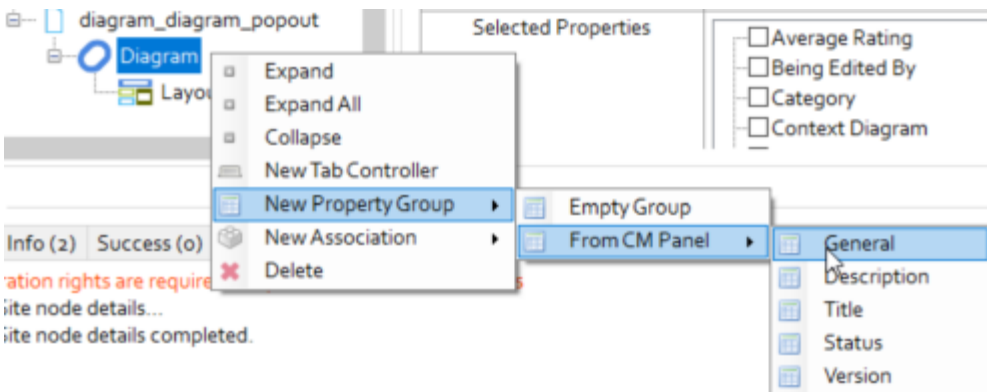 diagram_diagram_popout
Diagram
Layou
Selected Properties
Average Rating
Being Edited By
Category
Context Diagram
Expand
Expand All
Collapse
New Tab Controller
New Property Group
New Association
Delete
Empty Group
From CM Panel
General
Description
Title
Status
Version
Info (2)
Success (0)
ration rights are require
s
Site node details...
Site node details completed.